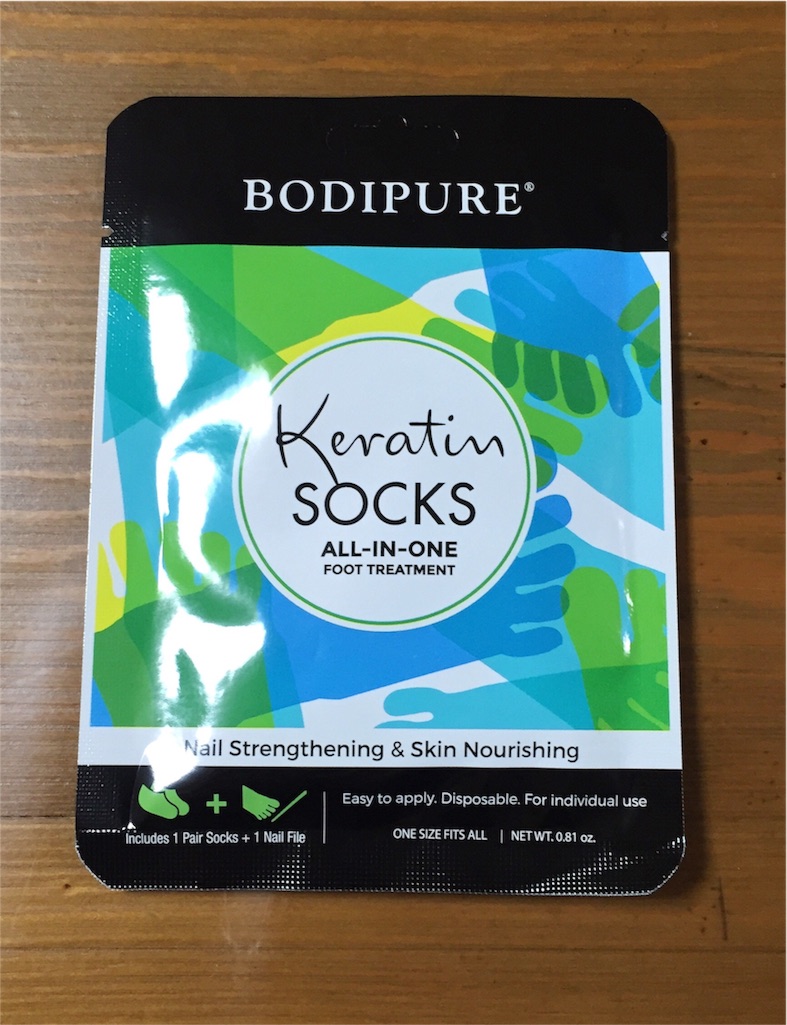 BODIPURE®
Keratin
SOCKS
ALL-IN-ONE
FOOT TREATMENT
Nail Strengthening & Skin Nourishing
+
Easy to apply. Disposable. For individual use
Includes 1 Pair Socks + 1 Nail File
ONE SIZE FITS ALL | NET WT. 0.81 oz.